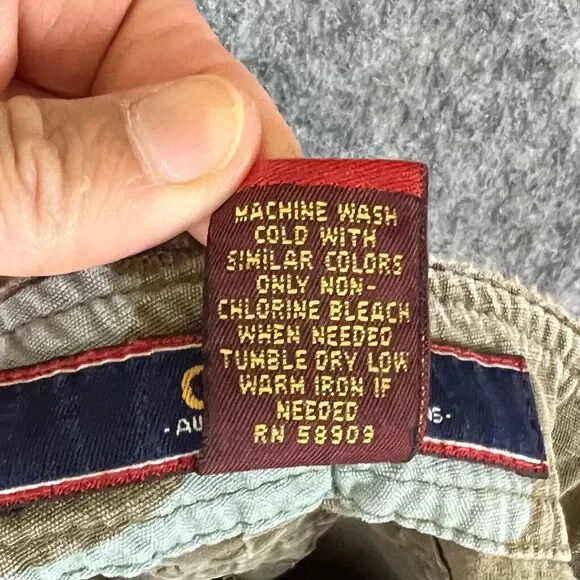 MACHINE WASH
COLD WITH
SIMILAR COLORS
ONLY NON-
CHLORINE BLEACH
WHEN NEEDED
TUMBLE DRY LOW
WARM IRON IF
NEEDED
RN 58909